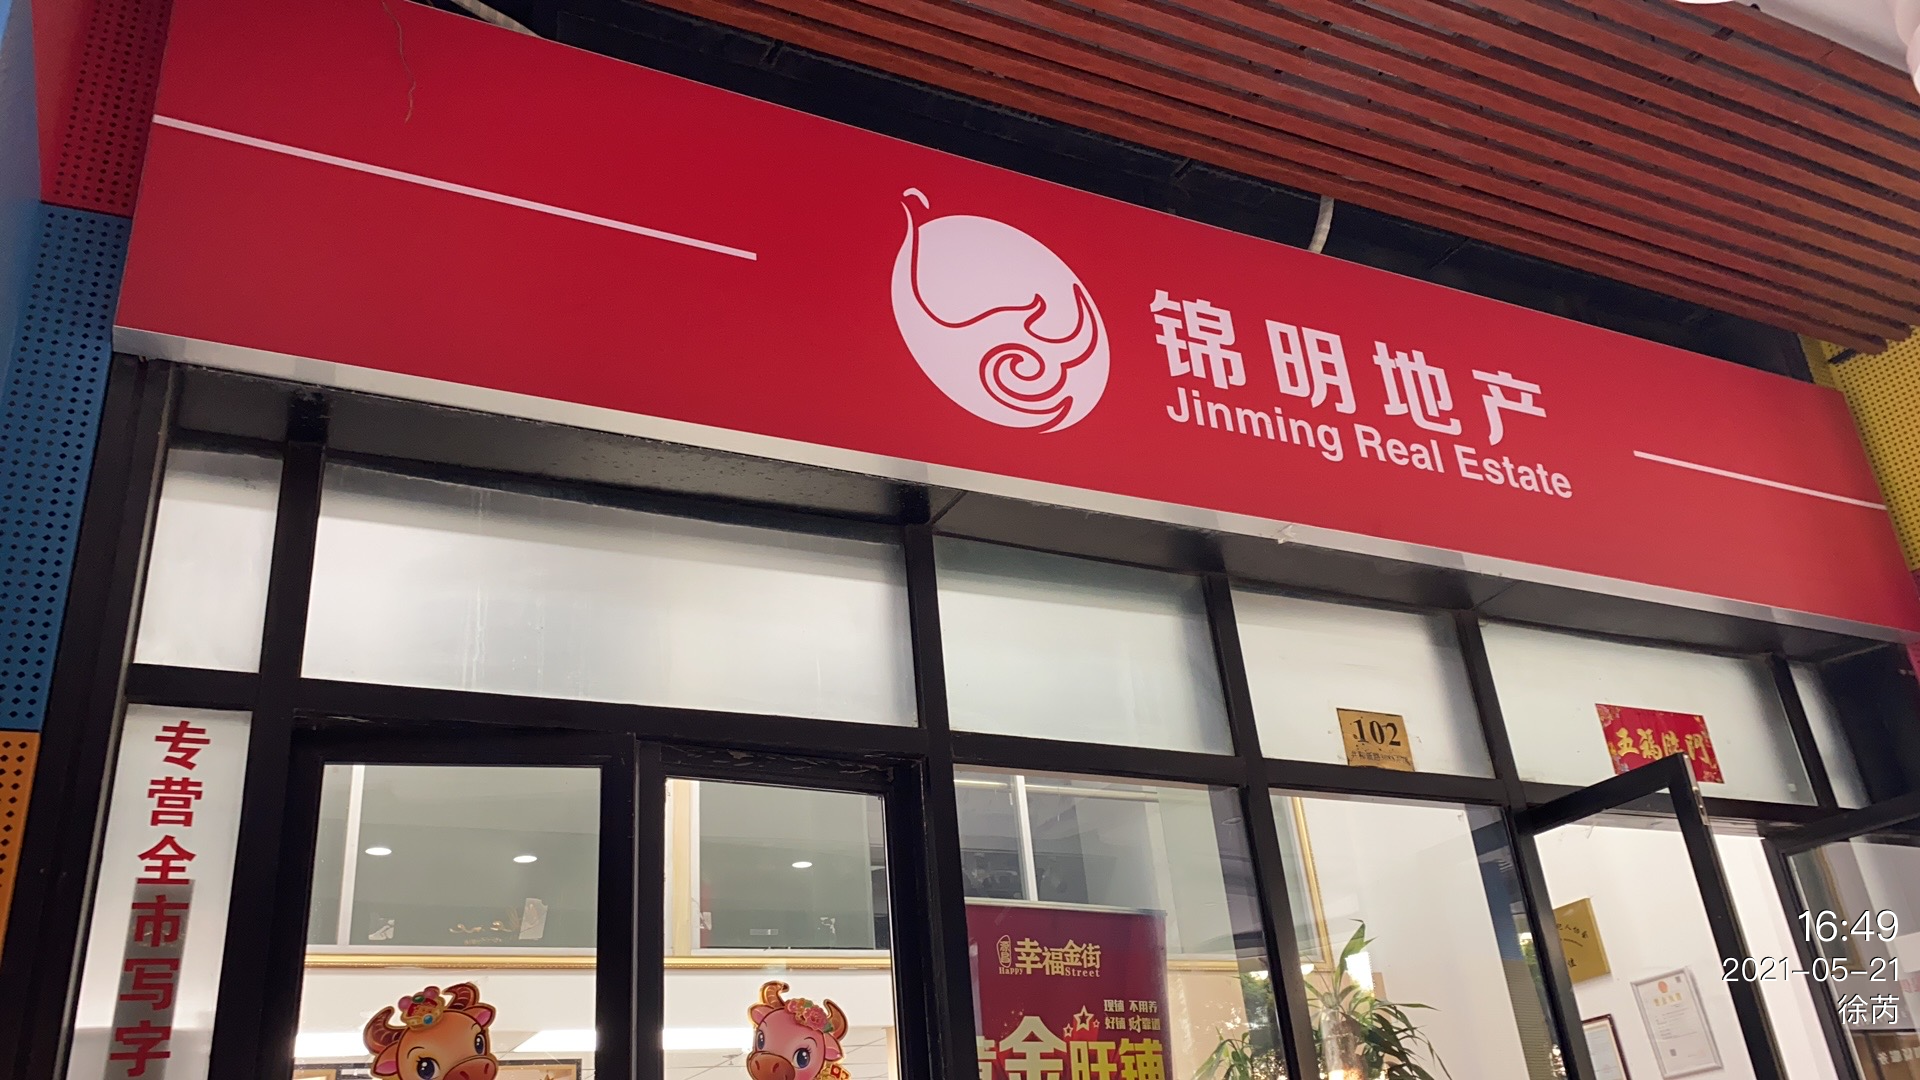 锦明地产
Jinming Real Estate
专营全市写字
102
五福临门
幸福金街
HaPPY Street
理铺 不用养
好铺 财靠谱
金旺铺
16:49
2021-05-21
徐芮